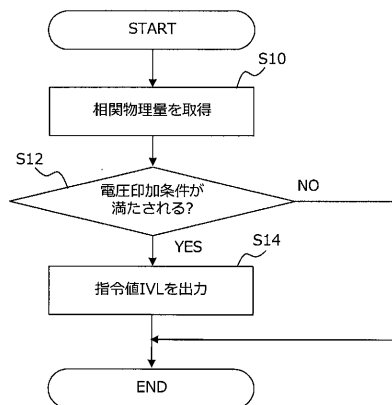 START
S10
相関物理量を取得
S12
電圧印加条件が
満たされる?
NO
YES
S14
指令値IVLを出力
END